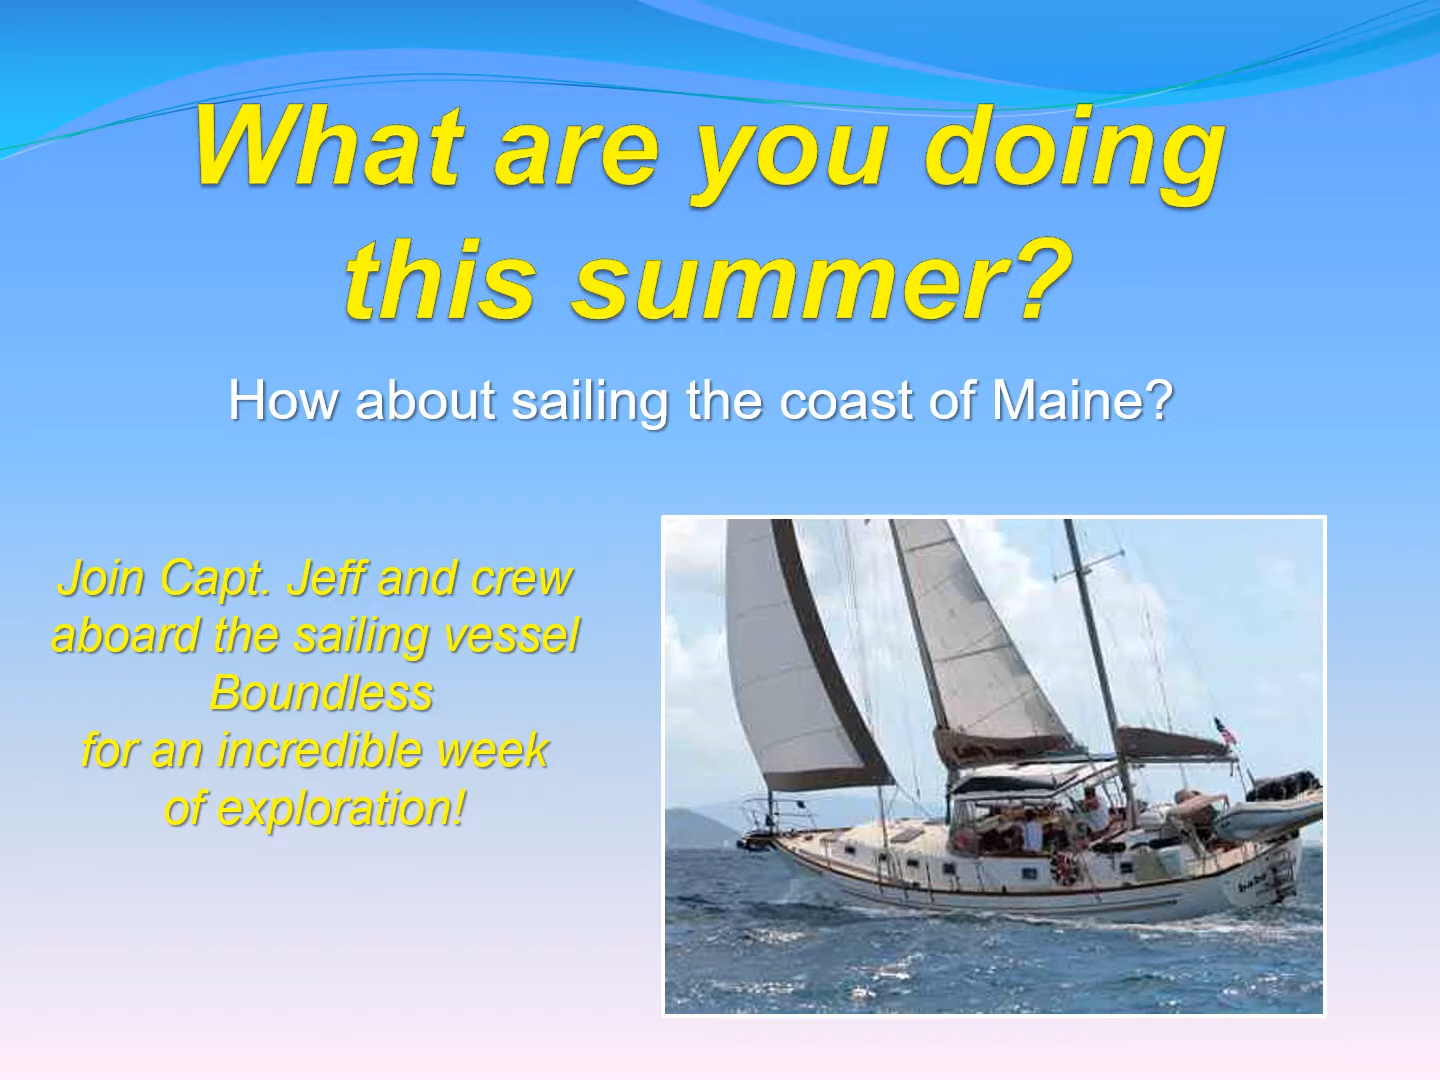 What are you doing
this summer?
How about sailing the coast of Maine?
Join Capt. Jeff and crew
aboard the sailing vessel
Boundless
for an incredible week
of exploration!